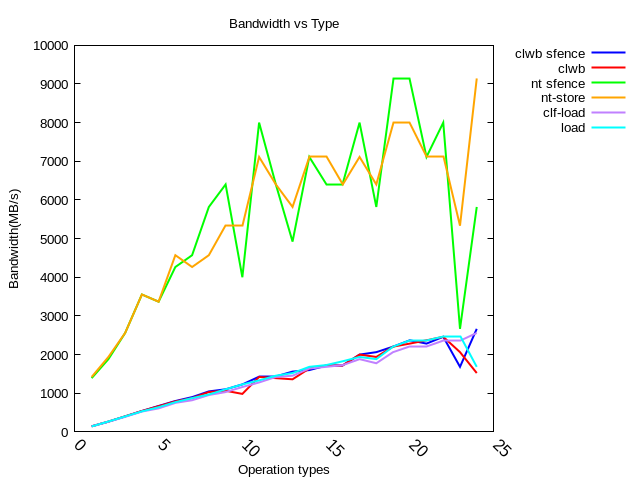 Bandwidth vs Type
10000
9000
8000
7000
6000
5000
4000
3000
2000
1000
0
Bandwidth(MB/s)
0
5
10
15
20
25
Operation types
clwb sfence
clwb
nt sfence
nt-store
clf-load
load